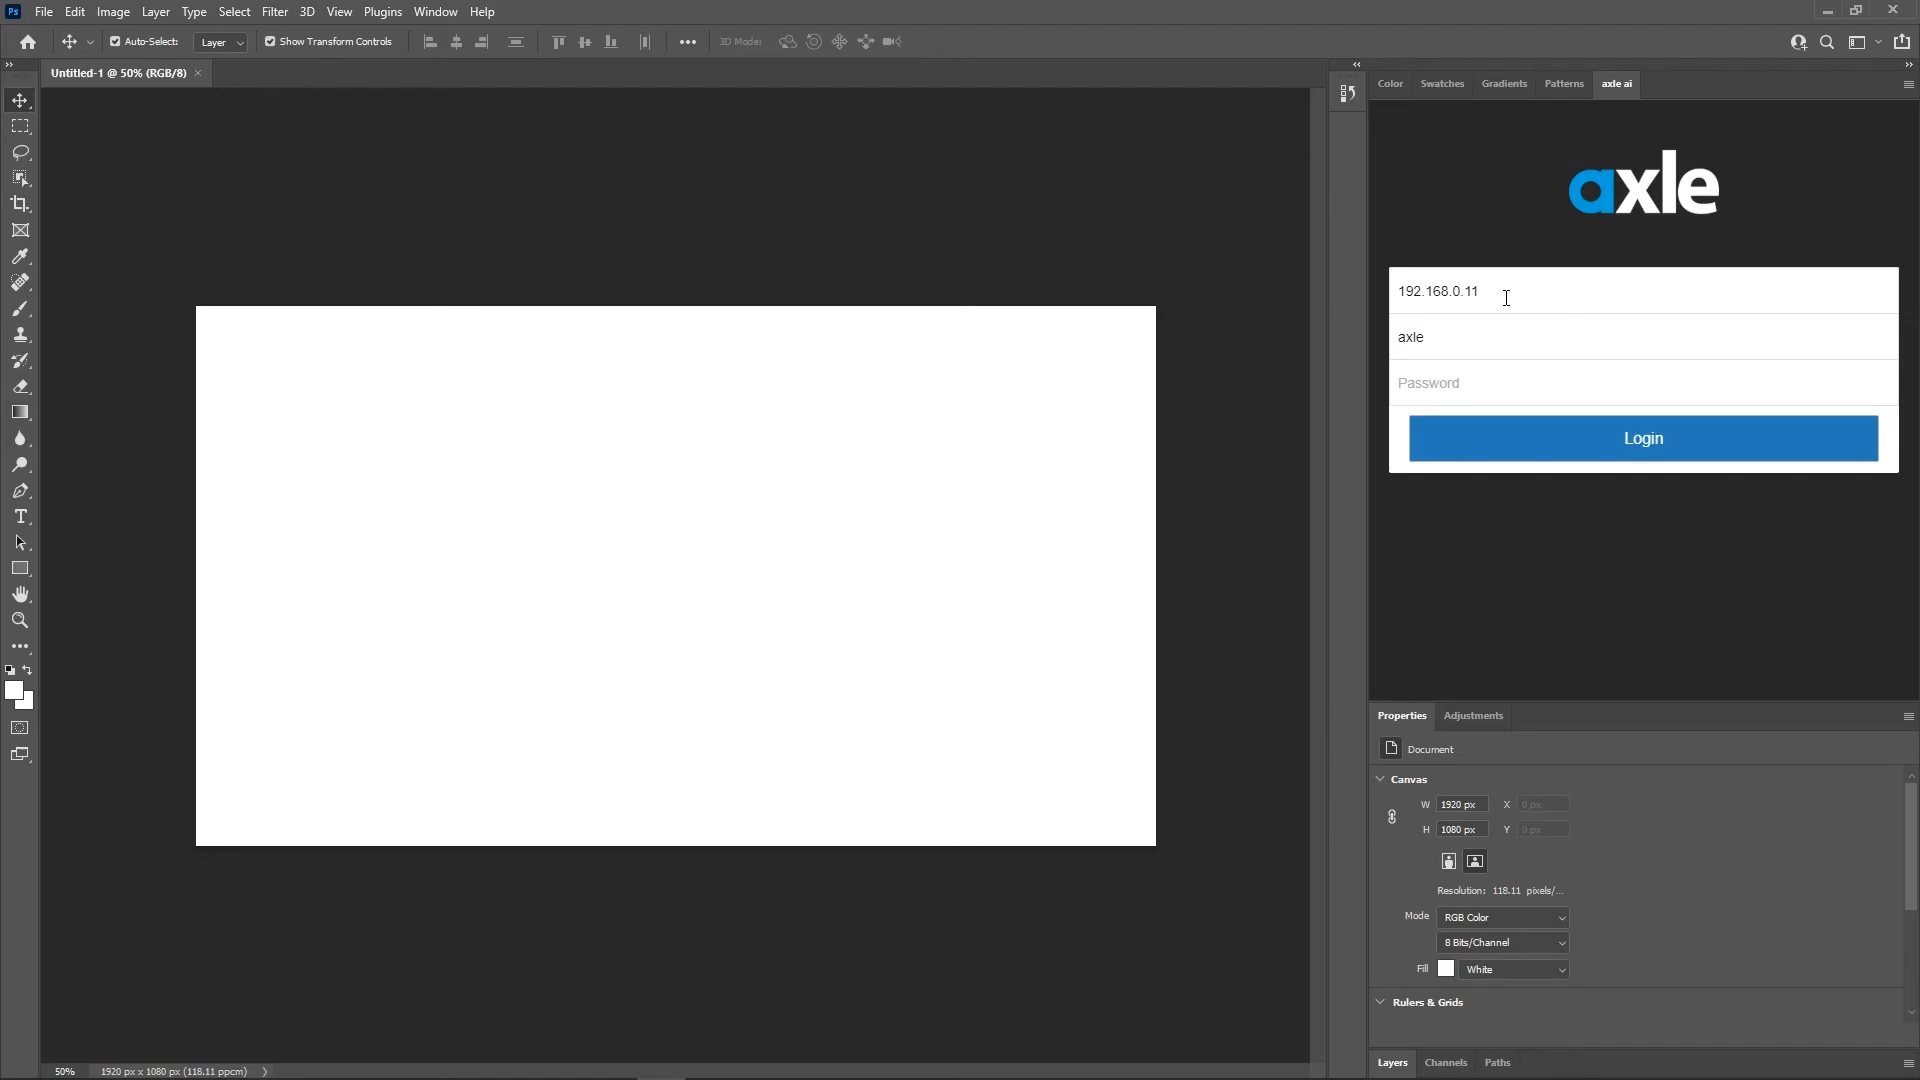 Ps File Edit Image Layer Type Select Filter 3D View Plugins Window Help
Auto-Select: Layer Show Transform Controls 3D Mode:
Untitled-1 @ 50% (RGB/8)
Color Swatches Gradients Patterns axle ai
axle
192.168.0.11
axle
Password
Login
Properties Adjustments
Document
Canvas
W 1920 px X 0 px
H 1080 px Y 0 px
Resolution: 118.11 pixels/...
Mode RGB Color
8 Bits/Channel
Fill White
Rulers & Grids
Layers Channels Paths
50% 1920 px x 1080 px (118.11 ppcm)